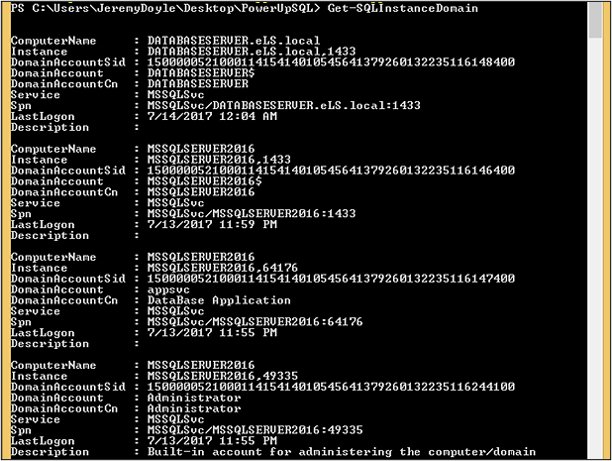 PS C:\Users\JeremyDoyle\Desktop\PowerUpSQL> Get-SQLInstanceDomain
ComputerName : DATABASESERVER.eLS.local
Instance : DATABASESERVER.eLS.local,1433
DomainAccountSid : 150000052100011415414010545641379260132235116148400
DomainAccount : DATABASESERVER$
DomainAccountCn : DATABASESERVER
Service : MSSQLSvc
Spn : MSSQLSvc/DATABASESERVER.eLS.local:1433
LastLogon : 7/14/2017 12:04 AM
Description :
ComputerName : MSSQLSERVER2016
Instance : MSSQLSERVER2016,1433
DomainAccountSid : 150000052100011415414010545641379260132235116146400
DomainAccount : MSSQLSERVER2016$
DomainAccountCn : MSSQLSERVER2016
Service : MSSQLSvc
Spn : MSSQLSvc/MSSQLSERVER2016:1433
LastLogon : 7/13/2017 11:59 PM
Description :
ComputerName : MSSQLSERVER2016
Instance : MSSQLSERVER2016,64176
DomainAccountSid : 150000052100011415414010545641379260132235116147400
DomainAccount : appsvc
DomainAccountCn : DataBase Application
Service : MSSQLSvc
Spn : MSSQLSvc/MSSQLSERVER2016:64176
LastLogon : 7/13/2017 11:55 PM
Description :
ComputerName : MSSQLSERVER2016
Instance : MSSQLSERVER2016,49335
DomainAccountSid : 15000005210001141541401054564137926013223511624​4100
DomainAccount : Administrator
DomainAccountCn : Administrator
Service : MSSQLSvc
Spn : MSSQLSvc/MSSQLSERVER2016:49335
LastLogon : 7/13/2017 11:55 PM
Description : Built-in account for administering the computer/domain